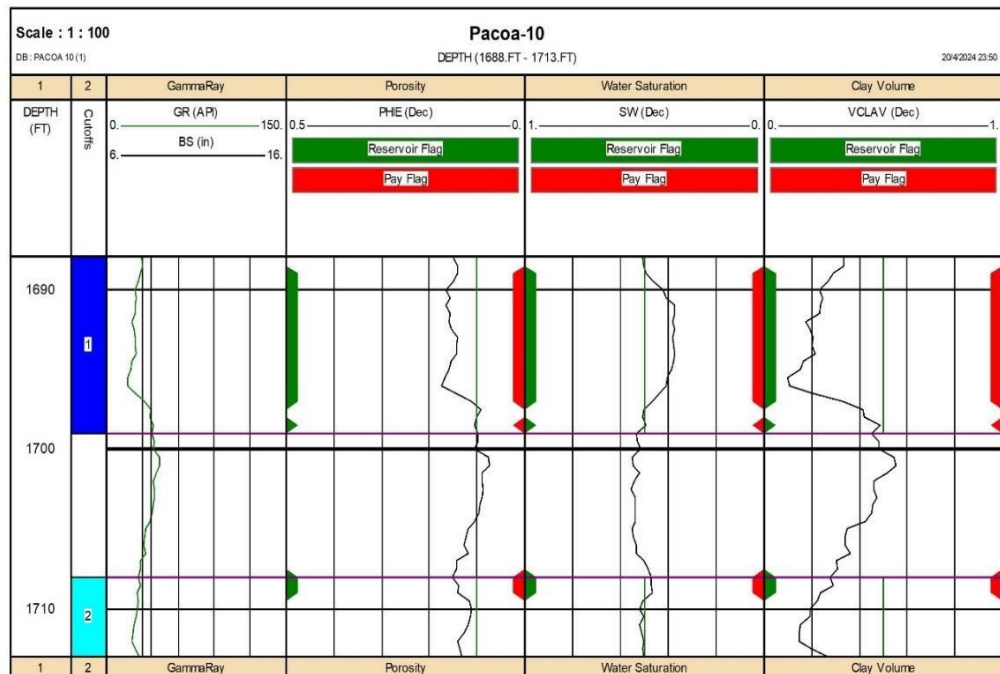 Scale : 1 : 100
Pacoa-10
DB : PACOA 10 (1)
DEPTH (1688.FT - 1713.FT)
20/4/2024 23:50
1 2 GammaRay Porosity Water Saturation Clay Volume
DEPTH (FT) Cutoffs GR (API) PHIE (Dec) SW (Dec) VCLAV (Dec)
0. 150. 0.5 0. 1. 0. 0. 1.
BS (in)
6. 16.
Reservoir Flag Reservoir Flag Reservoir Flag
Pay Flag Pay Flag Pay Flag
1690
1
1700
1710
2
1 2 GammaRay Porosity Water Saturation Clay Volume